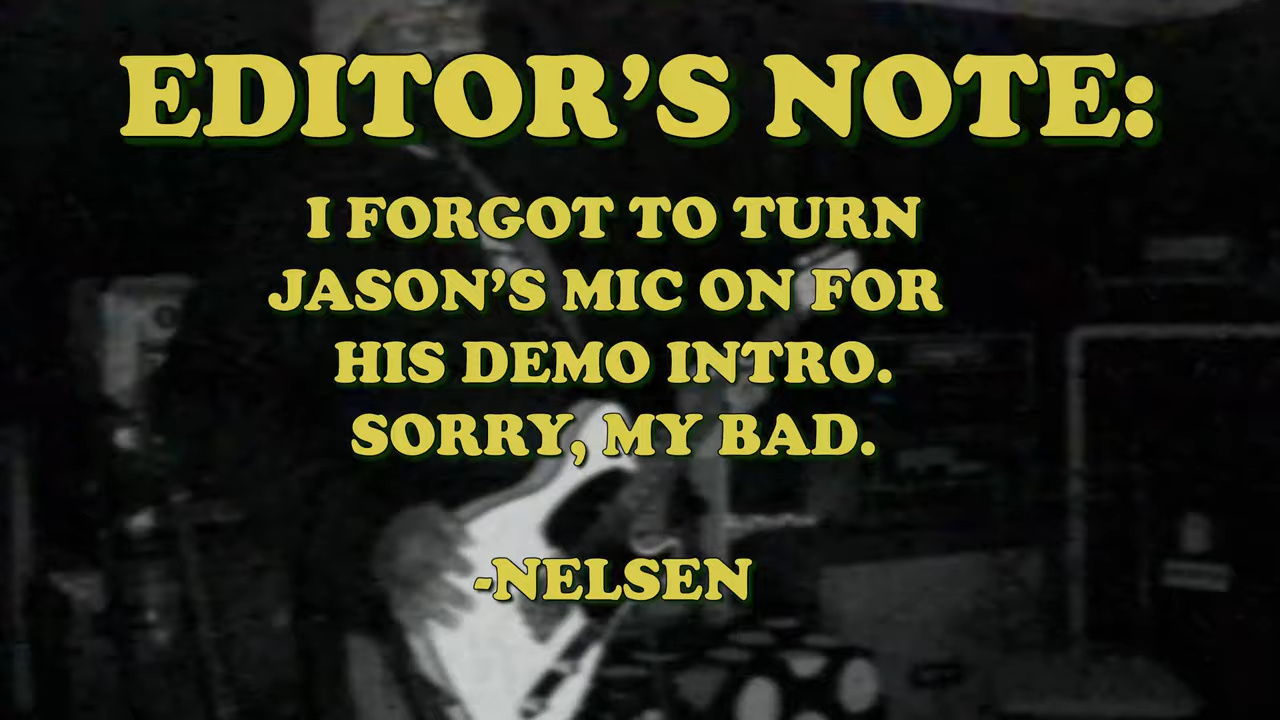 EDITOR’S NOTE:
I FORGOT TO TURN
JASON’S MIC ON FOR
HIS DEMO INTRO.
SORRY, MY BAD.
-NELSEN